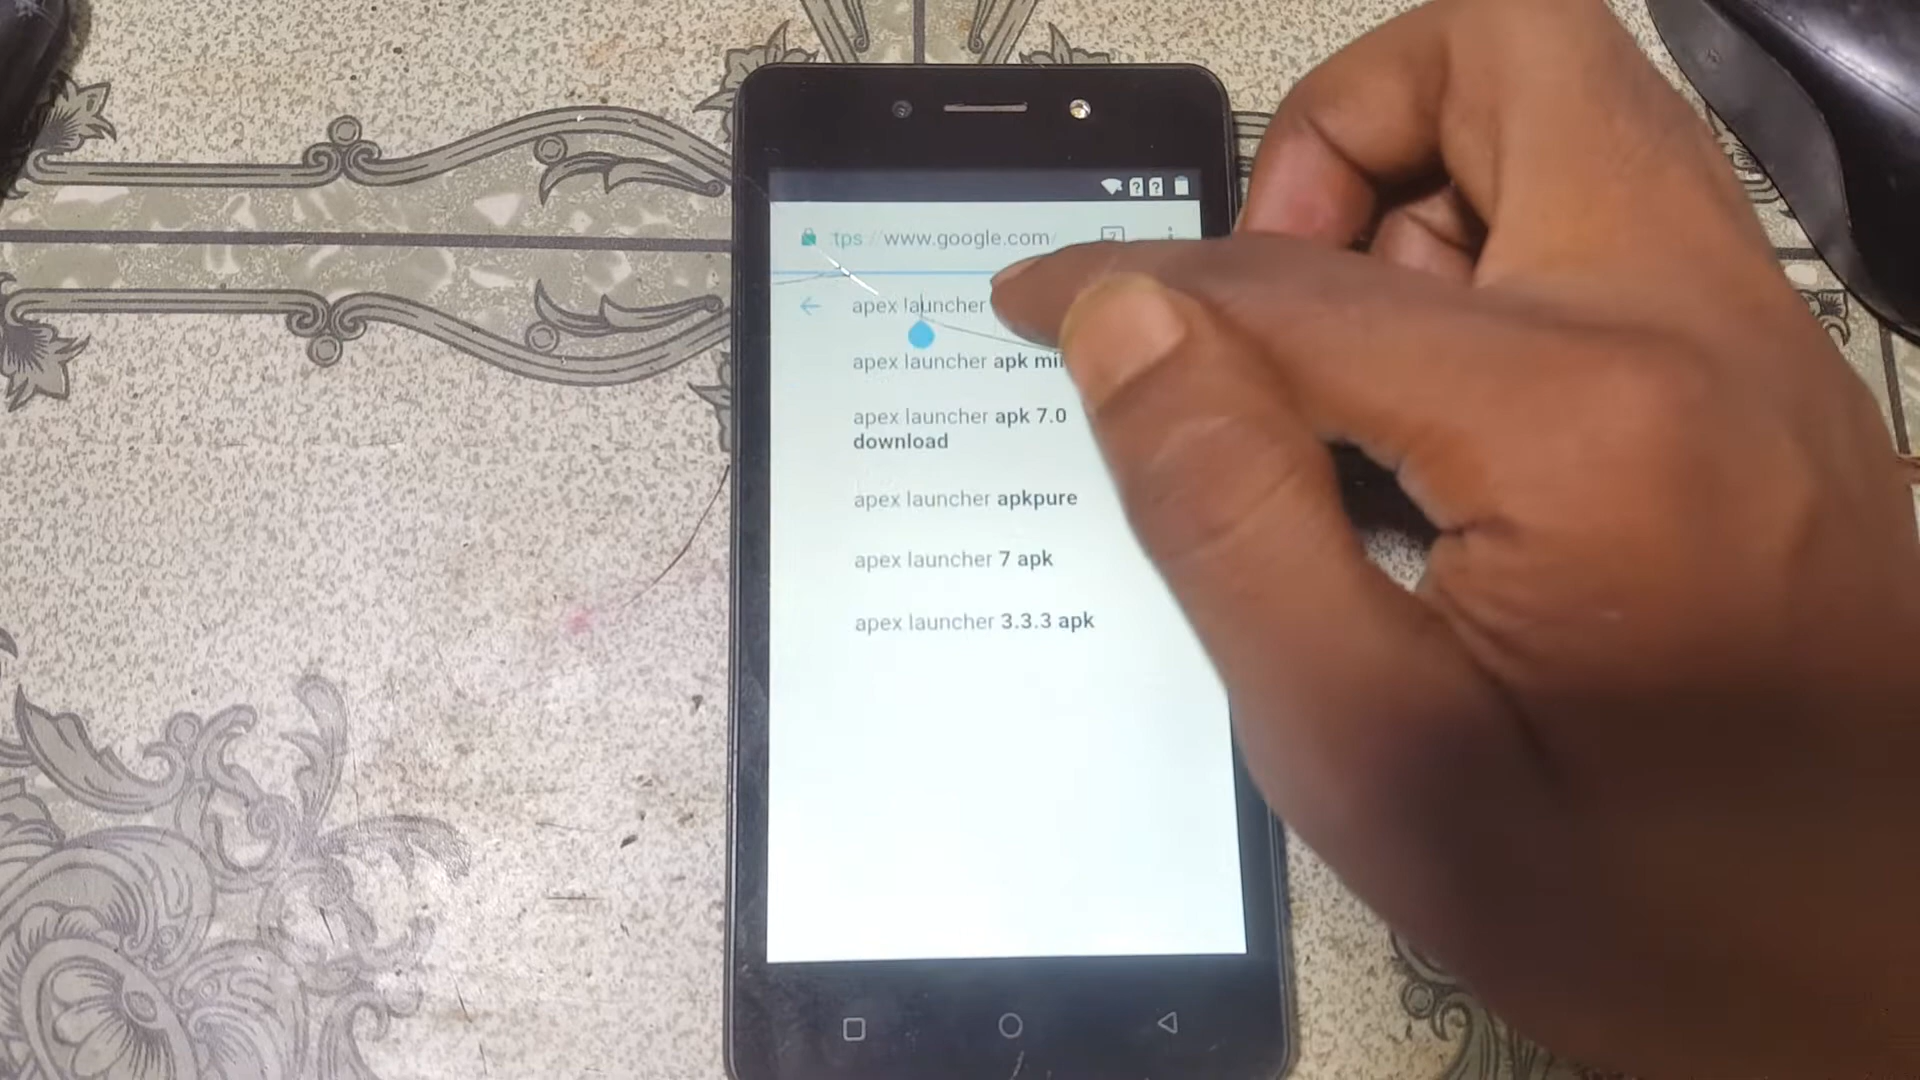 tps://www.google.com/
apex launcher
apex launcher apk
apex launcher apk 7.0
download
apex launcher apkpure
apex launcher 7 apk
apex launcher 3.3.3 apk